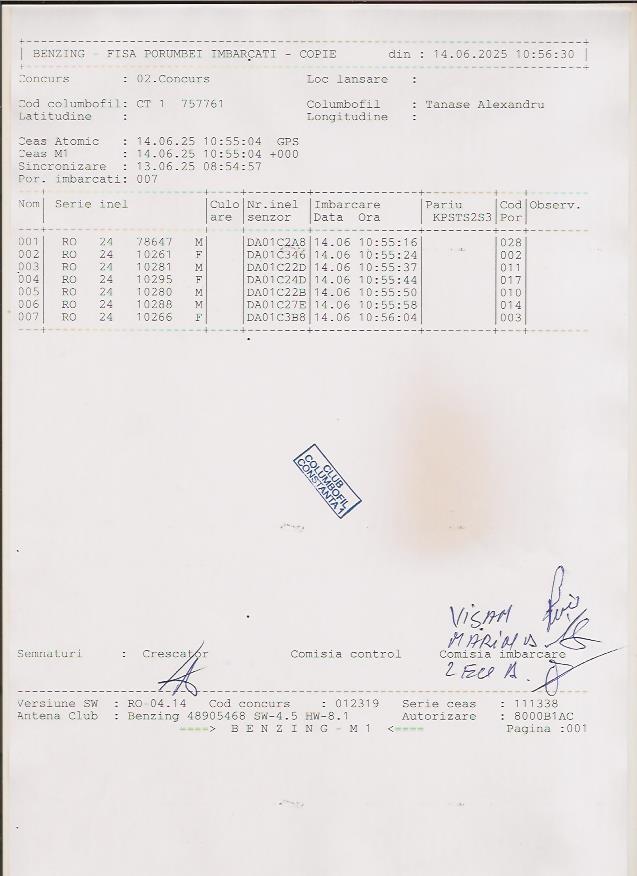 BENZING - FISA PORUMBEI IMBARCATI - COPIE din : 14.06.2025 10:56:30
Concurs : 02.Concurs Loc lansare :
Cod columbofil: CT 1 757761 Columbofil : Tanase Alexandru
Latitudine : Longitudine :
Ceas Atomic : 14.06.25 10:55:04 GPS
Ceas M1 : 14.06.25 10:55:04 +000
Sincronizare : 13.06.25 08:54:57
Por. imbarcati: 007
Nom Serie inel Culo Nr.inel Imbarcare Pariu Cod Observ.
are senzor Data Ora KPSTS2S3 Por
001 RO 24 78647 M DA01C2A8 14.06 10:55:16 028
002 RO 24 10261 F DA01C346 14.06 10:55:24 002
003 RO 24 10281 M DA01C22D 14.06 10:55:37 011
004 RO 24 10295 F DA01C24D 14.06 10:55:44 017
005 RO 24 10280 M DA01C22B 14.06 10:55:50 010
006 RO 24 10288 M DA01C27E 14.06 10:55:58 014
007 RO 24 10266 F DA01C3B8 14.06 10:56:04 003
CLUB
COLUMBOFIL
CONSTANTA 1
VIȘAN
MARIUS
Semnaturi : Crescator Comisia control Comisia imbarcare
Versiune SW : RO-04.14 Cod concurs : 012319 Serie ceas : 111338
Antena Club : Benzing 48905468 SW-4.5 HW-8.1 Autorizare : 8000B1AC
====> B E N Z I N G - M 1 <==== Pagina :001